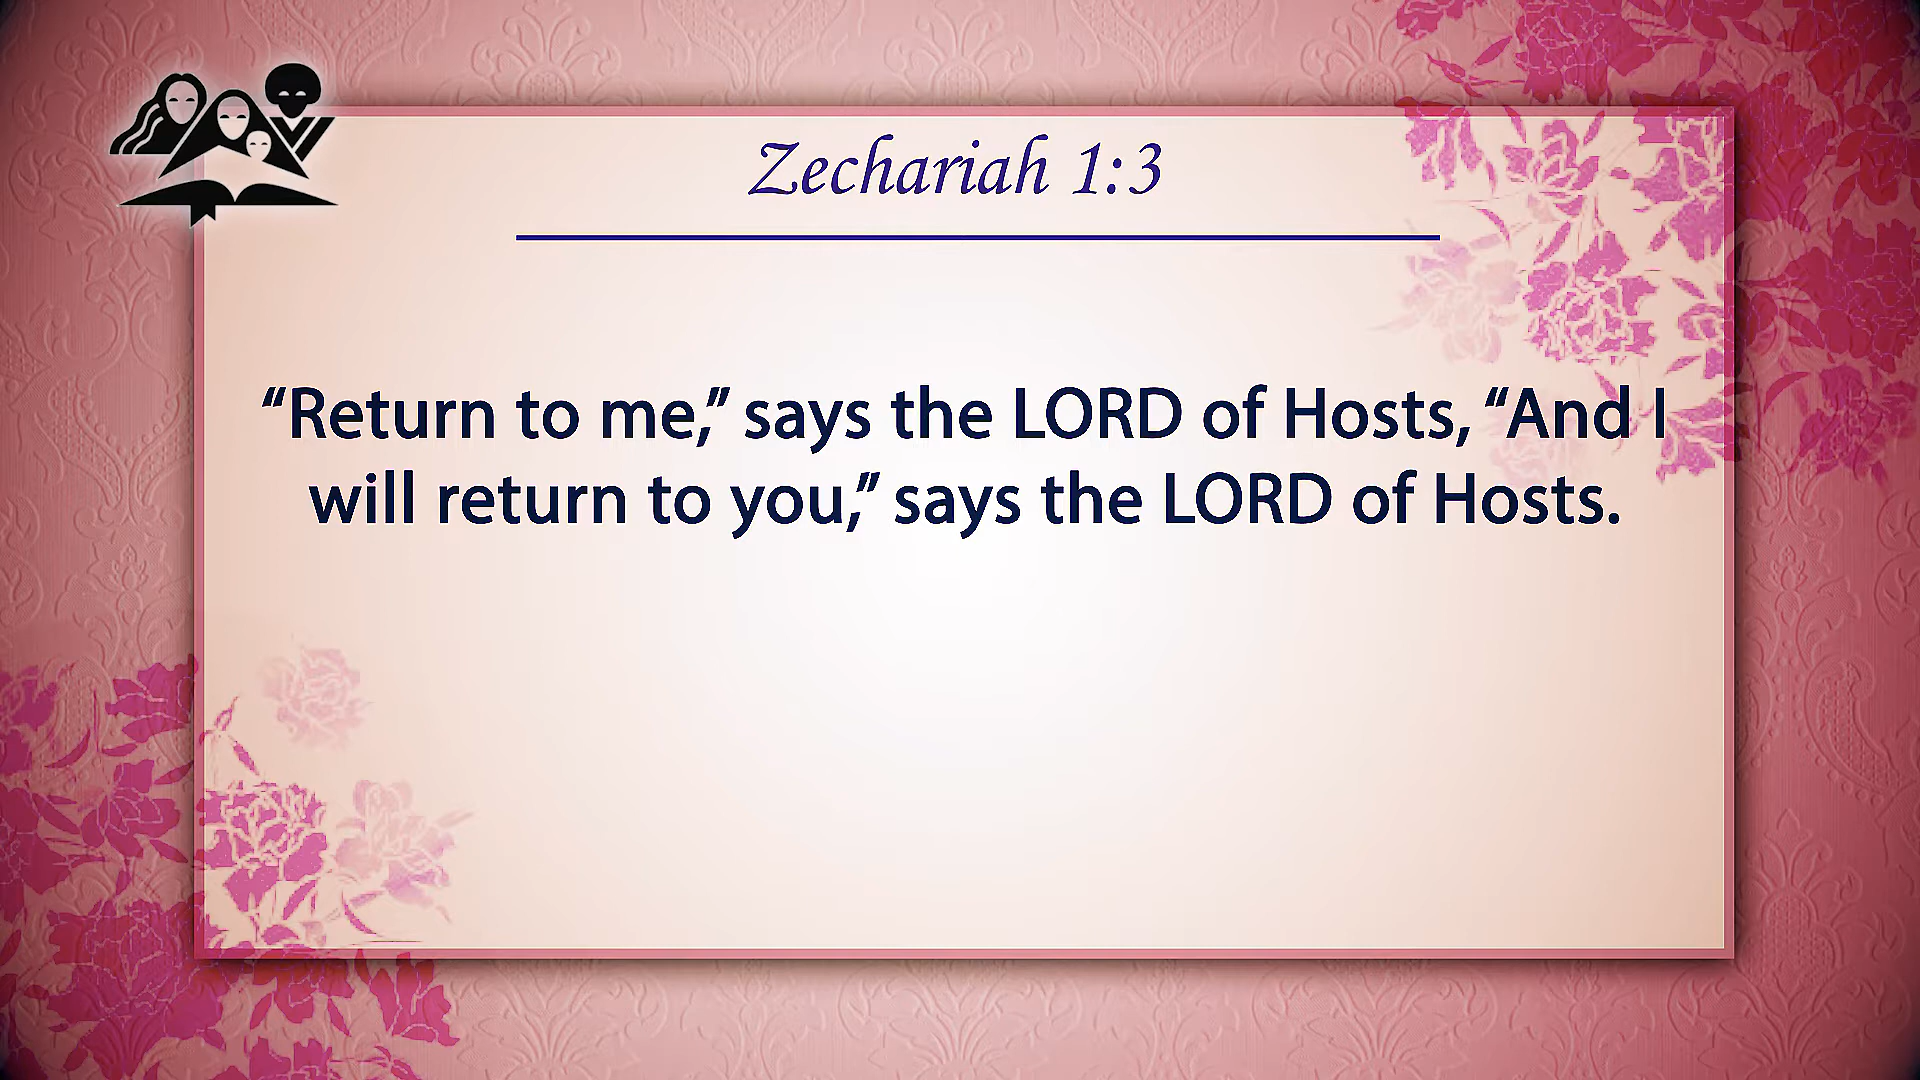 Zechariah 1:3
“Return to me,” says the LORD of Hosts, “And I
will return to you,” says the LORD of Hosts.